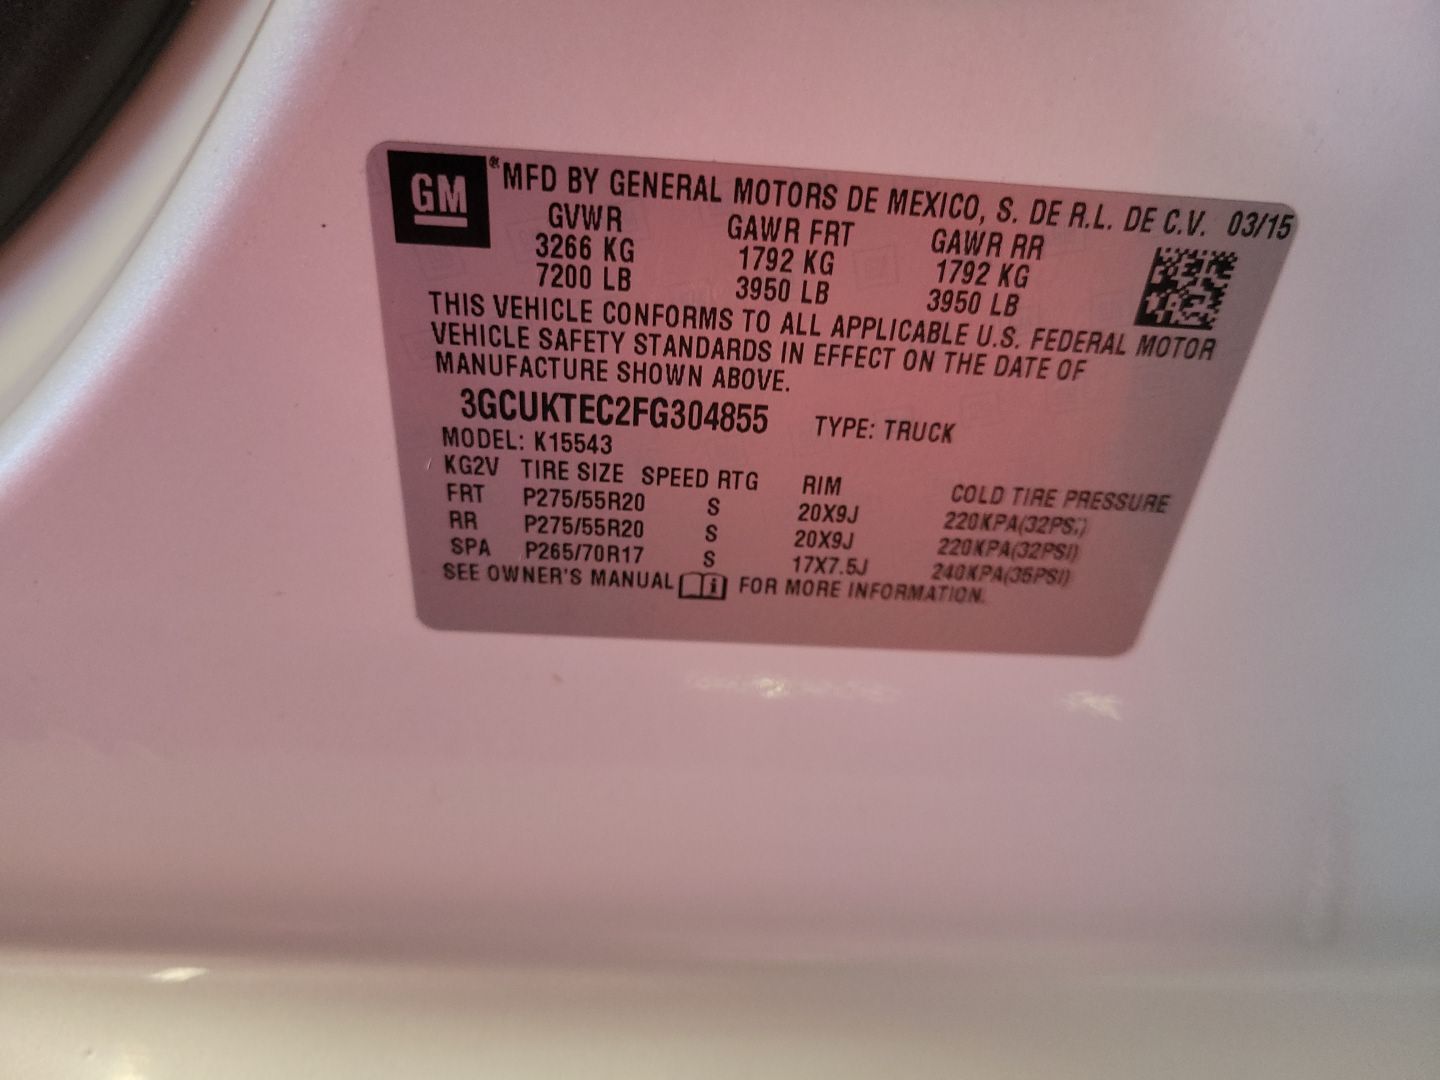 GM ® MFD BY GENERAL MOTORS DE MEXICO, S. DE R.L. DE C.V. 03/15
GVWR GAWR FRT GAWR RR
3266 KG 1792 KG 1792 KG
7200 LB 3950 LB 3950 LB
THIS VEHICLE CONFORMS TO ALL APPLICABLE U.S. FEDERAL MOTOR
VEHICLE SAFETY STANDARDS IN EFFECT ON THE DATE OF
MANUFACTURE SHOWN ABOVE.
3GCUKTEC2FG304855 TYPE: TRUCK
MODEL: K15543
KG2V TIRE SIZE SPEED RTG RIM COLD TIRE PRESSURE
FRT P275/55R20 S 20X9J 220KPA(32PSI)
RR P275/55R20 S 20X9J 220KPA(32PSI)
SPA P265/70R17 S 17X7.5J 240KPA(35PSI)
SEE OWNER'S MANUAL FOR MORE INFORMATION.